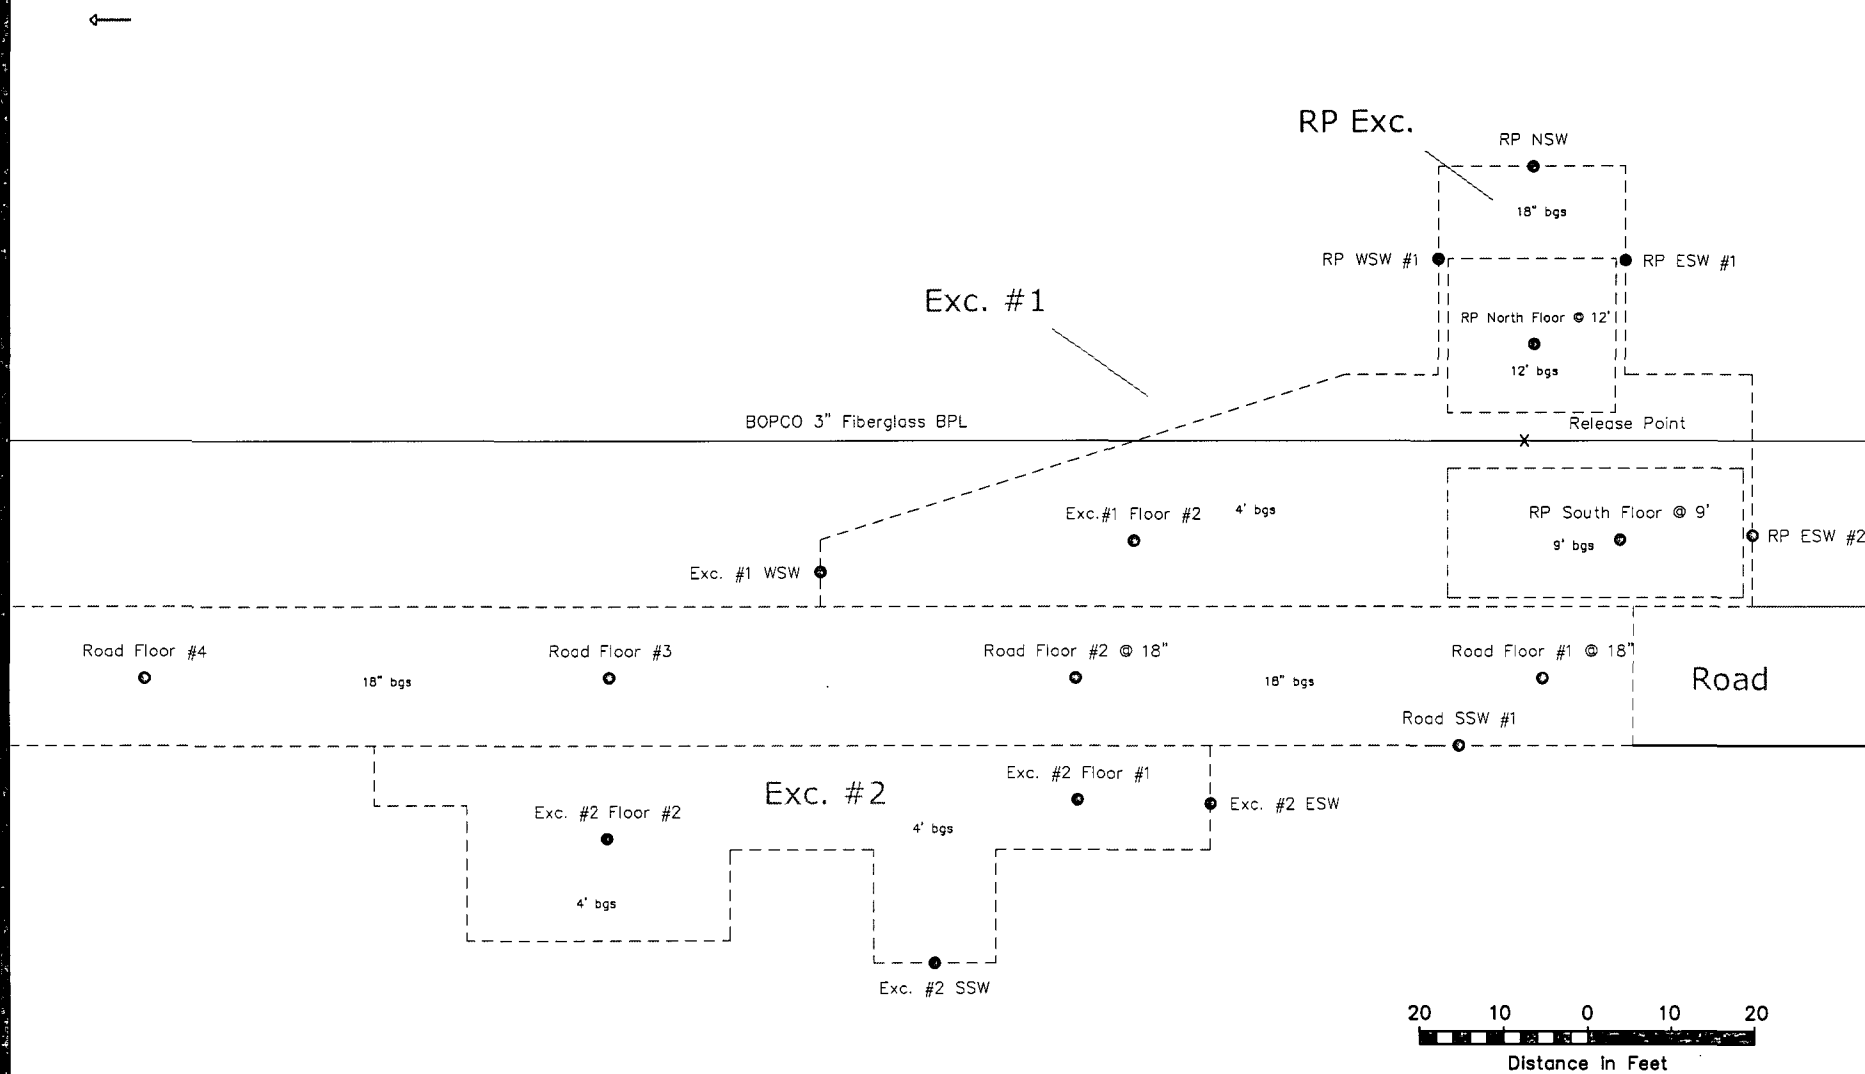 RP Exc.
RP NSW
18" bgs
RP WSW #1
RP ESW #1
Exc. #1
RP North Floor @ 12'
12' bgs
BOPCO 3" Fiberglass BPL
Release Point
Exc.#1 Floor #2
4' bgs
RP South Floor @ 9'
9' bgs
RP ESW #2
Exc. #1 WSW
Road Floor #4
Road Floor #3
Road Floor #2 @ 18"
Road Floor #1 @ 18"
18" bgs
18" bgs
Road
Road SSW #1
Exc. #2 Floor #1
Exc. #2
Exc. #2 ESW
Exc. #2 Floor #2
4' bgs
4' bgs
Exc. #2 SSW
20 10 0 10 20
Distance in Feet